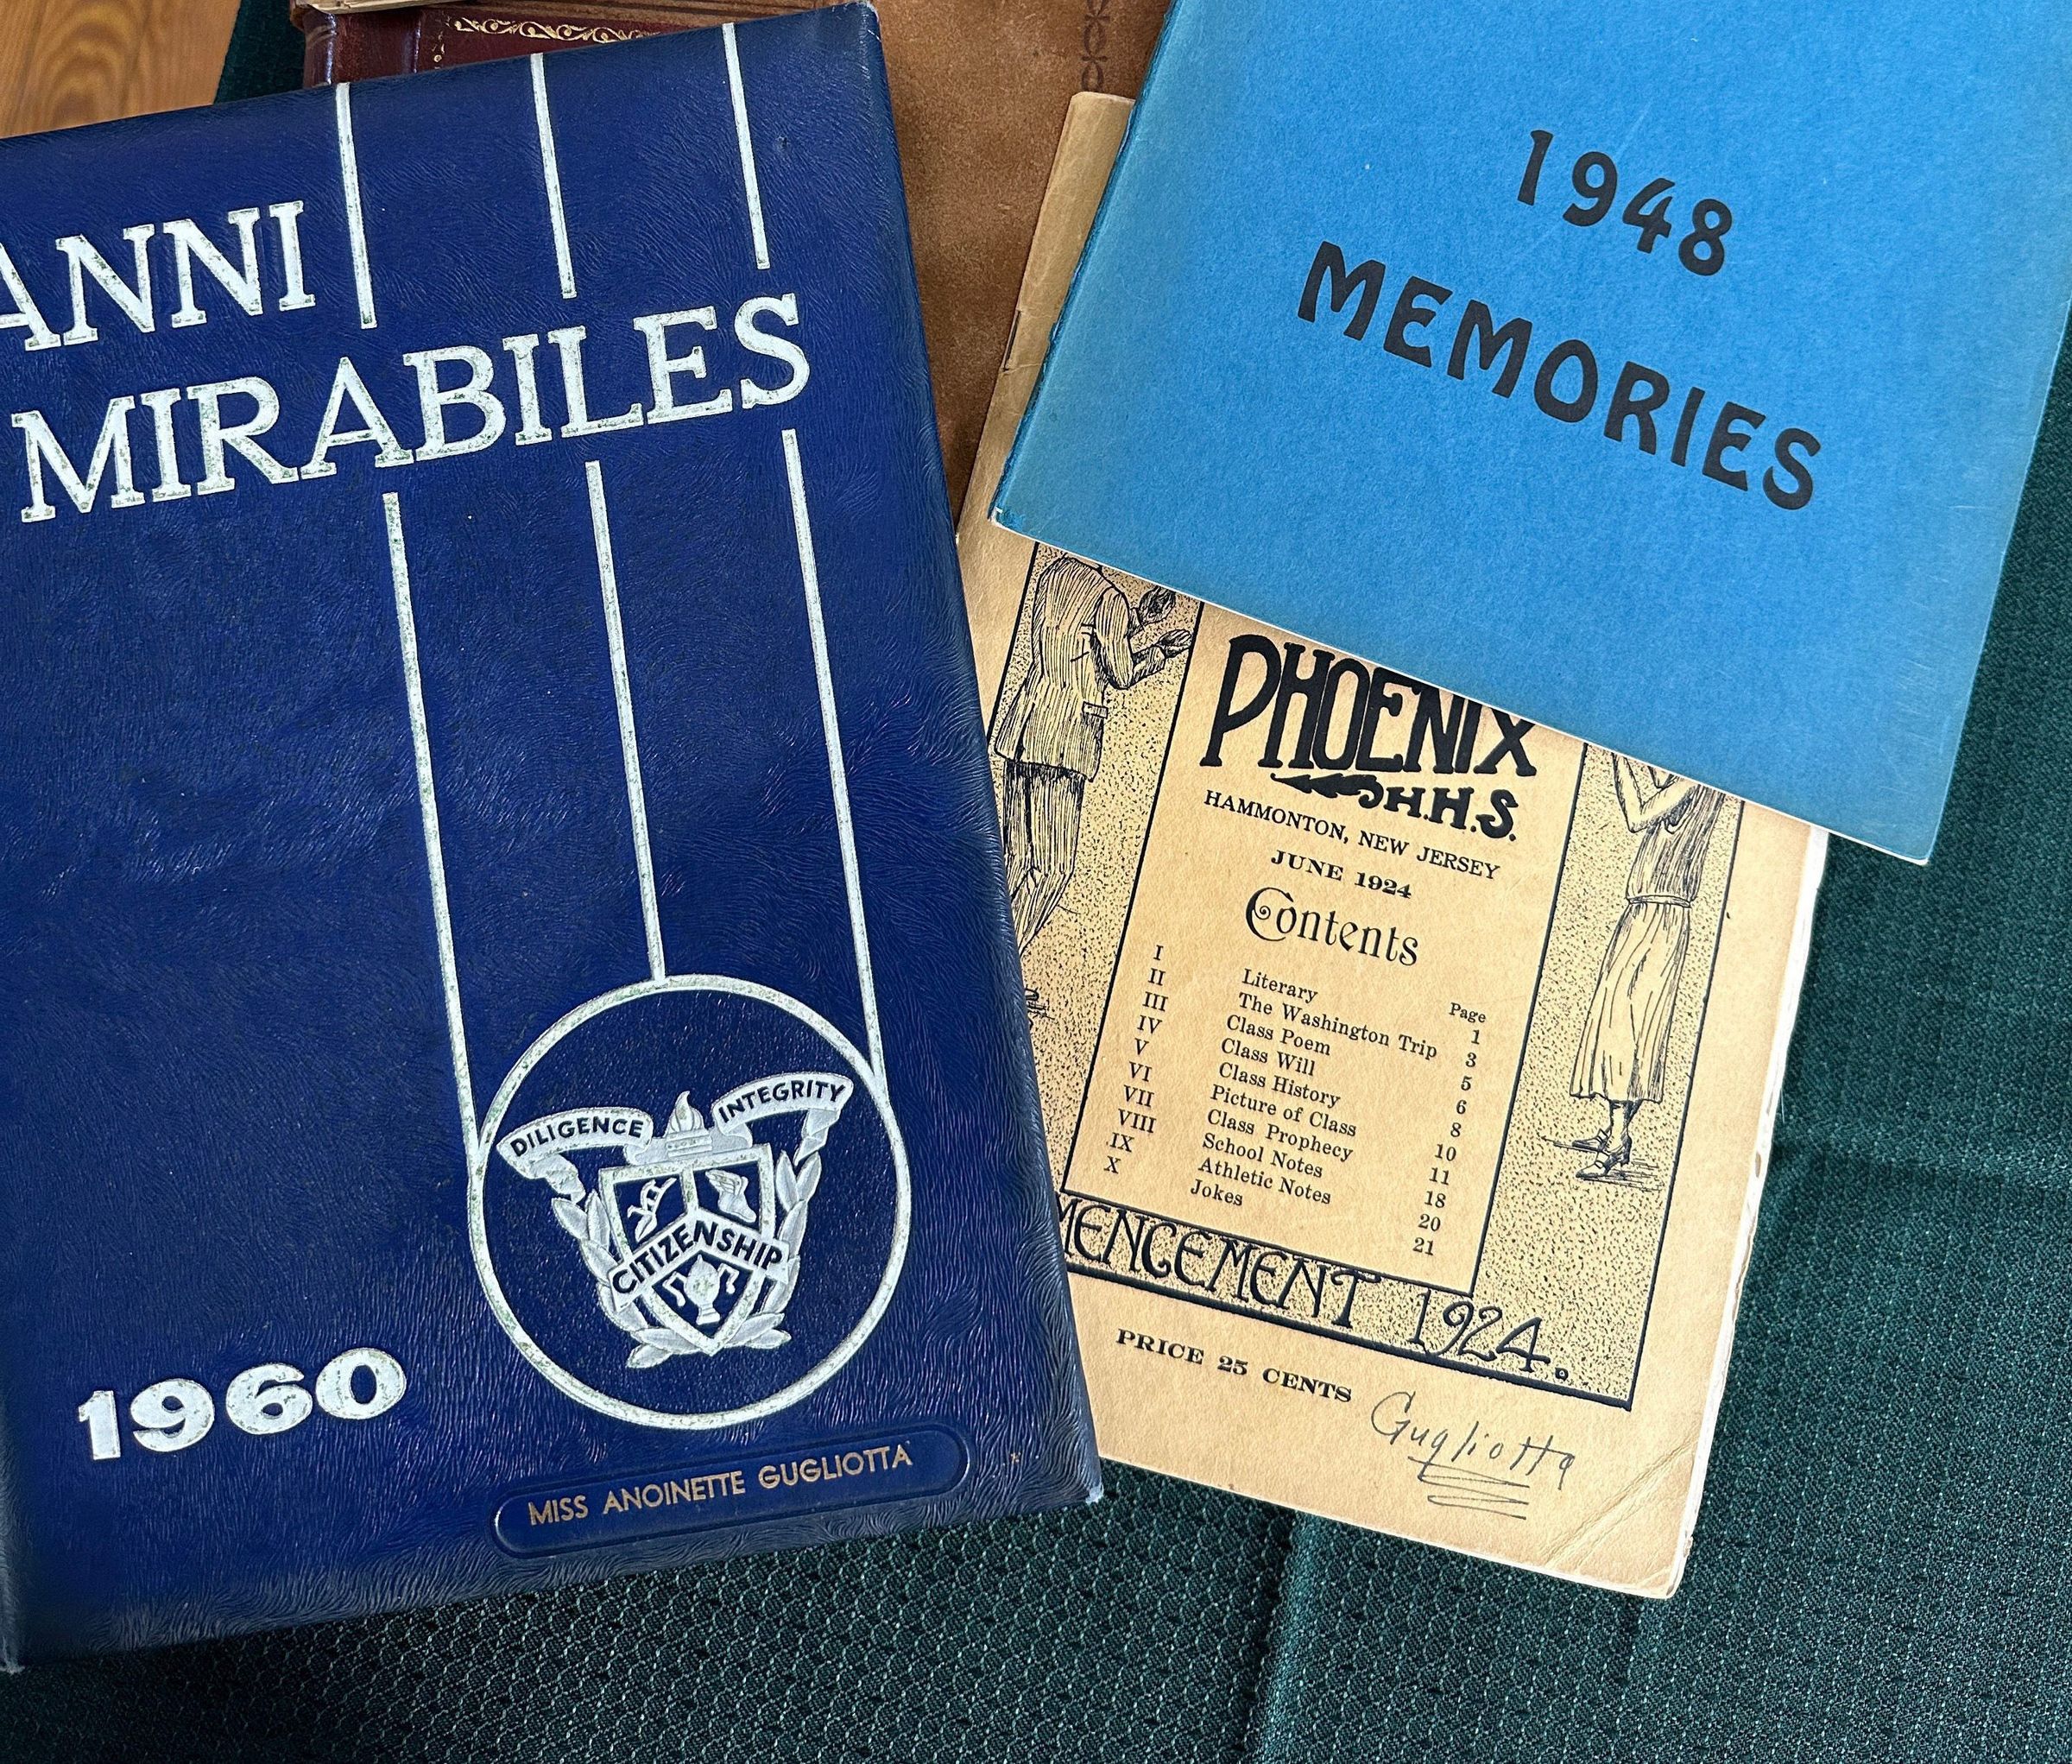 ANNI
MIRABILES
DILIGENCE INTEGRITY
CITIZENSHIP
1960
MISS ANOINETTE GUGLIOTTA
1948
MEMORIES
PHOENIX
H.H.S.
HAMMONTON, NEW JERSEY
JUNE 1924
Contents
Page
I Literary 1
II The Washington Trip 3
III Class Poem 5
IV Class Will 6
V Class History 8
VI Picture of Class 10
VII Class Prophecy 11
VIII School Notes 18
IX Athletic Notes 20
X Jokes 21
MENCEMENT 1924.
PRICE 25 CENTS
Gugliotta